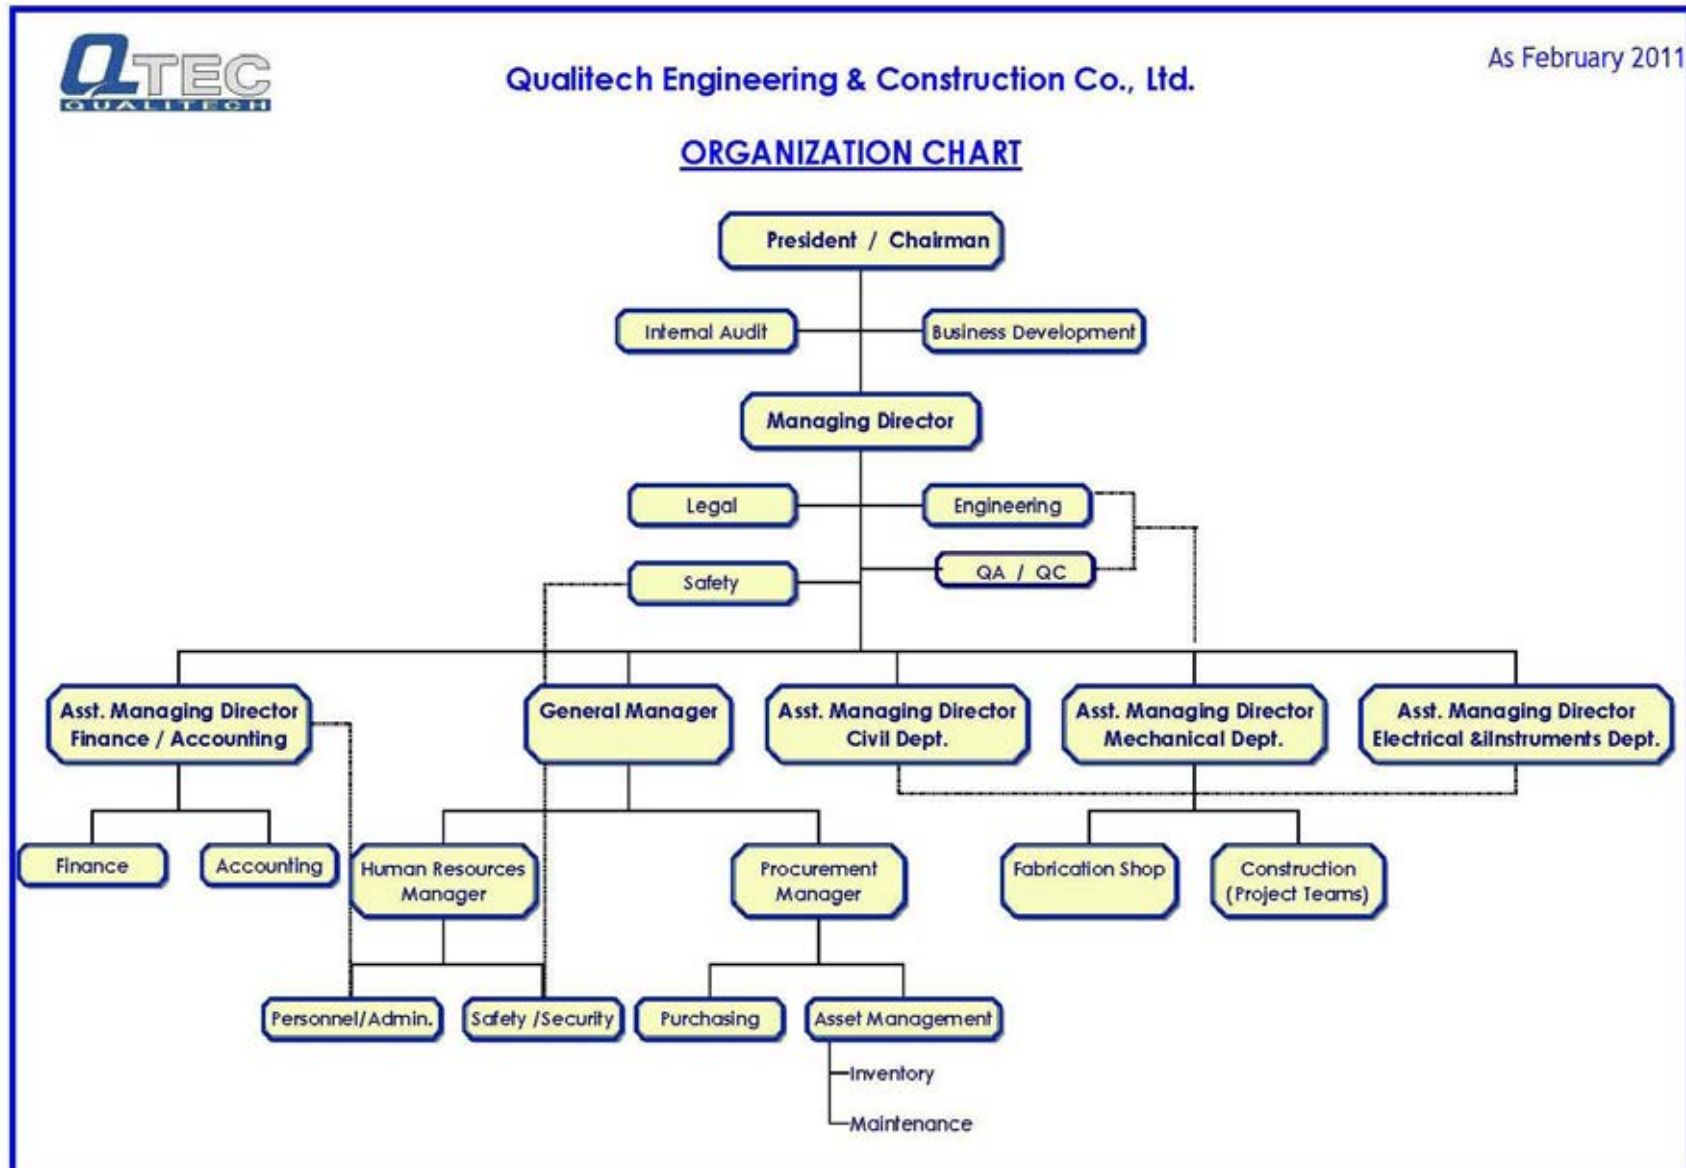 QTEC
QUALITECH
As February 2011
Qualitech Engineering & Construction Co., Ltd.
ORGANIZATION CHART
President / Chairman
Internal Audit
Business Development
Managing Director
Legal
Engineering
Safety
QA / QC
Asst. Managing Director
Finance / Accounting
General Manager
Asst. Managing Director
Civil Dept.
Asst. Managing Director
Mechanical Dept.
Asst. Managing Director
Electrical &iInstruments Dept.
Finance
Accounting
Human Resources
Manager
Procurement
Manager
Fabrication Shop
Construction
(Project Teams)
Personnel/Admin.
Safety /Security
Purchasing
Asset Management
Inventory
Maintenance